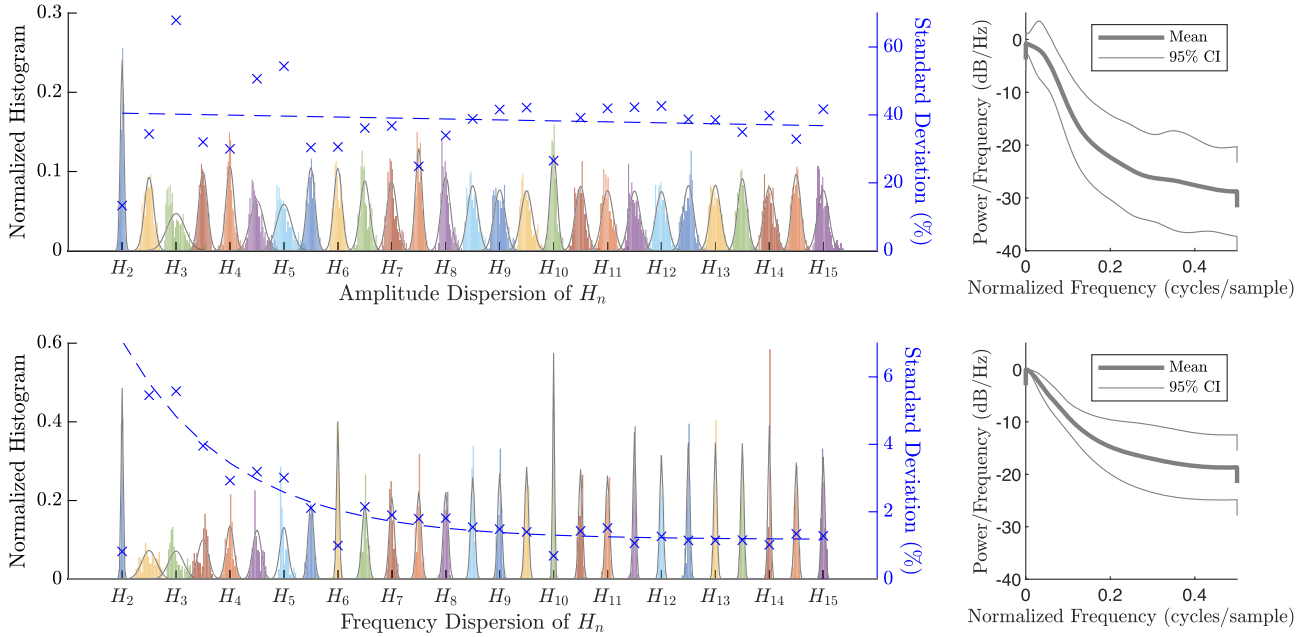 Normalized Histogram
0.3
0.2
0.1
0
60
40
20
0
Standard Deviation (%)
H2 H3 H4 H5 H6 H7 H8 H9 H10 H11 H12 H13 H14 H15
Amplitude Dispersion of Hn
Power/Frequency (dB/Hz)
0
-10
-20
-30
-40
Mean
95% CI
0 0.2 0.4
Normalized Frequency (cycles/sample)
Normalized Histogram
0.6
0.4
0.2
0
6
4
2
0
Standard Deviation (%)
H2 H3 H4 H5 H6 H7 H8 H9 H10 H11 H12 H13 H14 H15
Frequency Dispersion of Hn
Power/Frequency (dB/Hz)
0
-10
-20
-30
-40
Mean
95% CI
0 0.2 0.4
Normalized Frequency (cycles/sample)